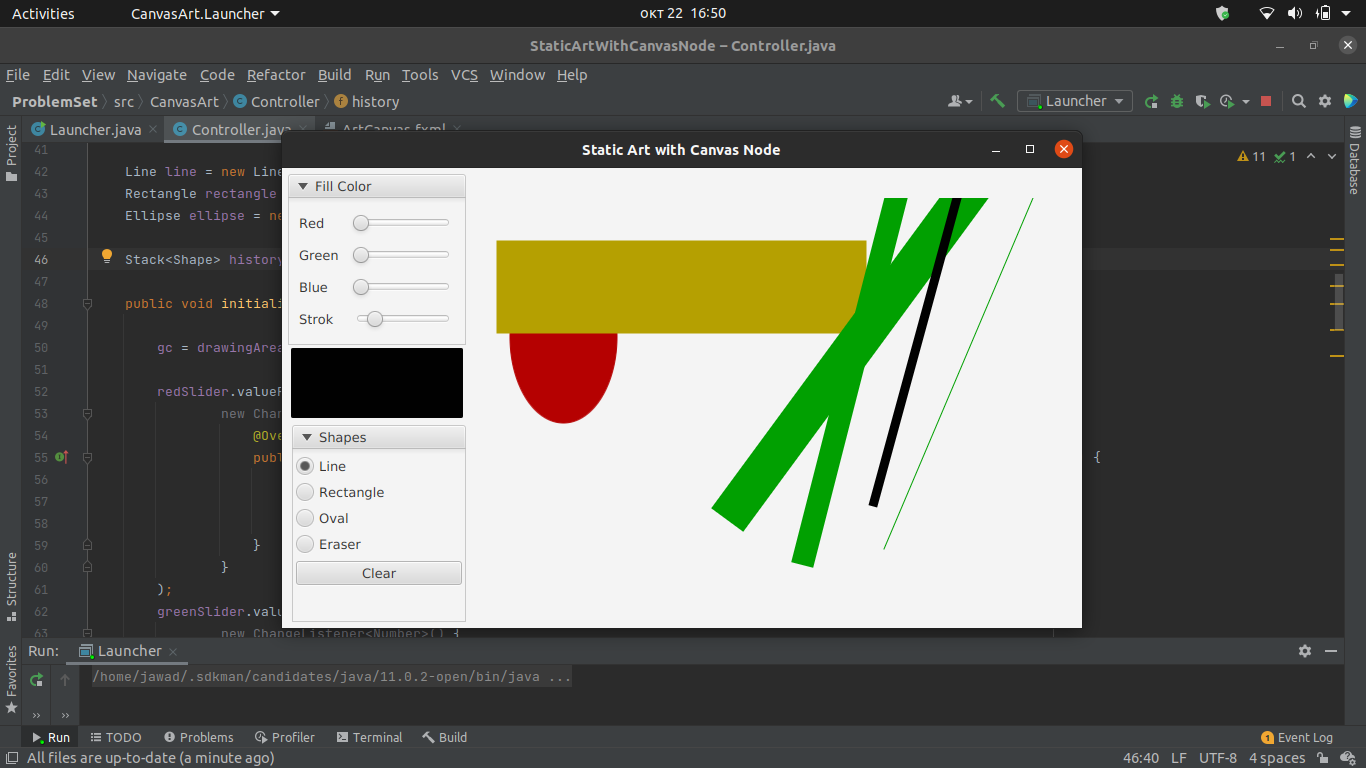 Activities CanvasArt.Launcher окт 22 16:50
StaticArtWithCanvasNode – Controller.java
File Edit View Navigate Code Refactor Build Run Tools VCS Window Help
ProblemSet src CanvasArt Controller history Launcher
Project
Launcher.java Controller.java ArtCanvas.fxml
Static Art with Canvas Node
41 11 1
42 Line line = new Line
43 Rectangle rectangle
44 Ellipse ellipse = ne
45
46 Stack<Shape> history
47
48 public void initiali
49
50 gc = drawingArea
51
52 redSlider.valueP
53 new Chan
54 @Ove
55 publ {
56
57
58
59 }
60 }
61 );
62 greenSlider.valu
63 new ChangeListener<Number>() {
Fill Color
Red
Green
Blue
Strok
Shapes
Line
Rectangle
Oval
Eraser
Clear
Database
Structure
Favorites
Run: Launcher
/home/jawad/.sdkman/candidates/java/11.0.2-open/bin/java ...
Run TODO Problems Profiler Terminal Build 1 Event Log
All files are up-to-date (a minute ago) 46:40 LF UTF-8 4 spaces